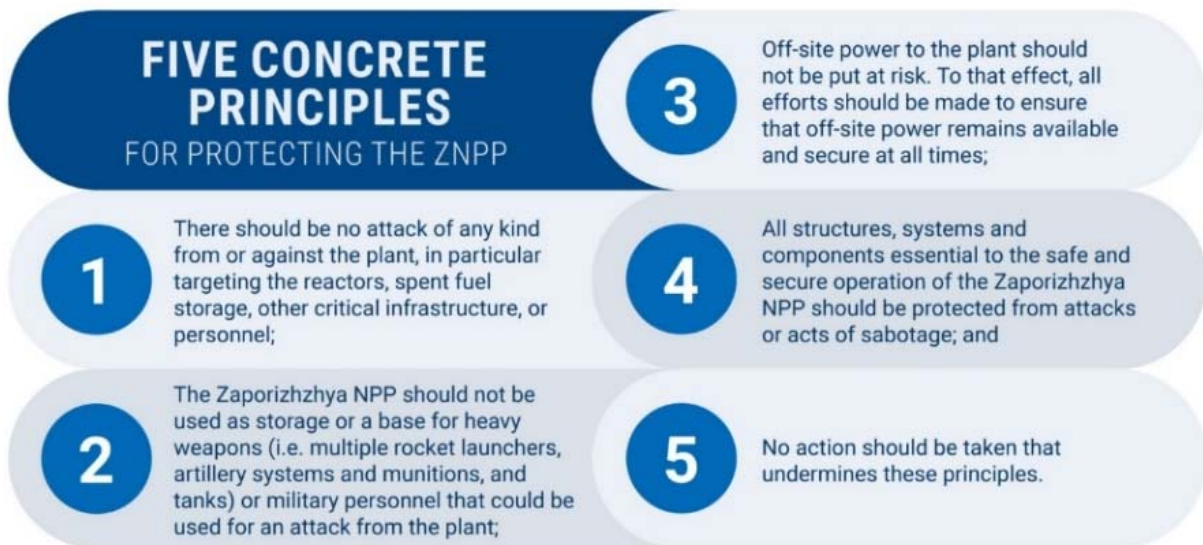 FIVE CONCRETE
PRINCIPLES
FOR PROTECTING THE ZNPP
1
There should be no attack of any kind
from or against the plant, in particular
targeting the reactors, spent fuel
storage, other critical infrastructure, or
personnel;
2
The Zaporizhzhya NPP should not be
used as storage or a base for heavy
weapons (i.e. multiple rocket launchers,
artillery systems and munitions, and
tanks) or military personnel that could be
used for an attack from the plant;
3
Off-site power to the plant should
not be put at risk. To that effect, all
efforts should be made to ensure
that off-site power remains available
and secure at all times;
4
All structures, systems and
components essential to the safe and
secure operation of the Zaporizhzhya
NPP should be protected from attacks
or acts of sabotage; and
5
No action should be taken that
undermines these principles.